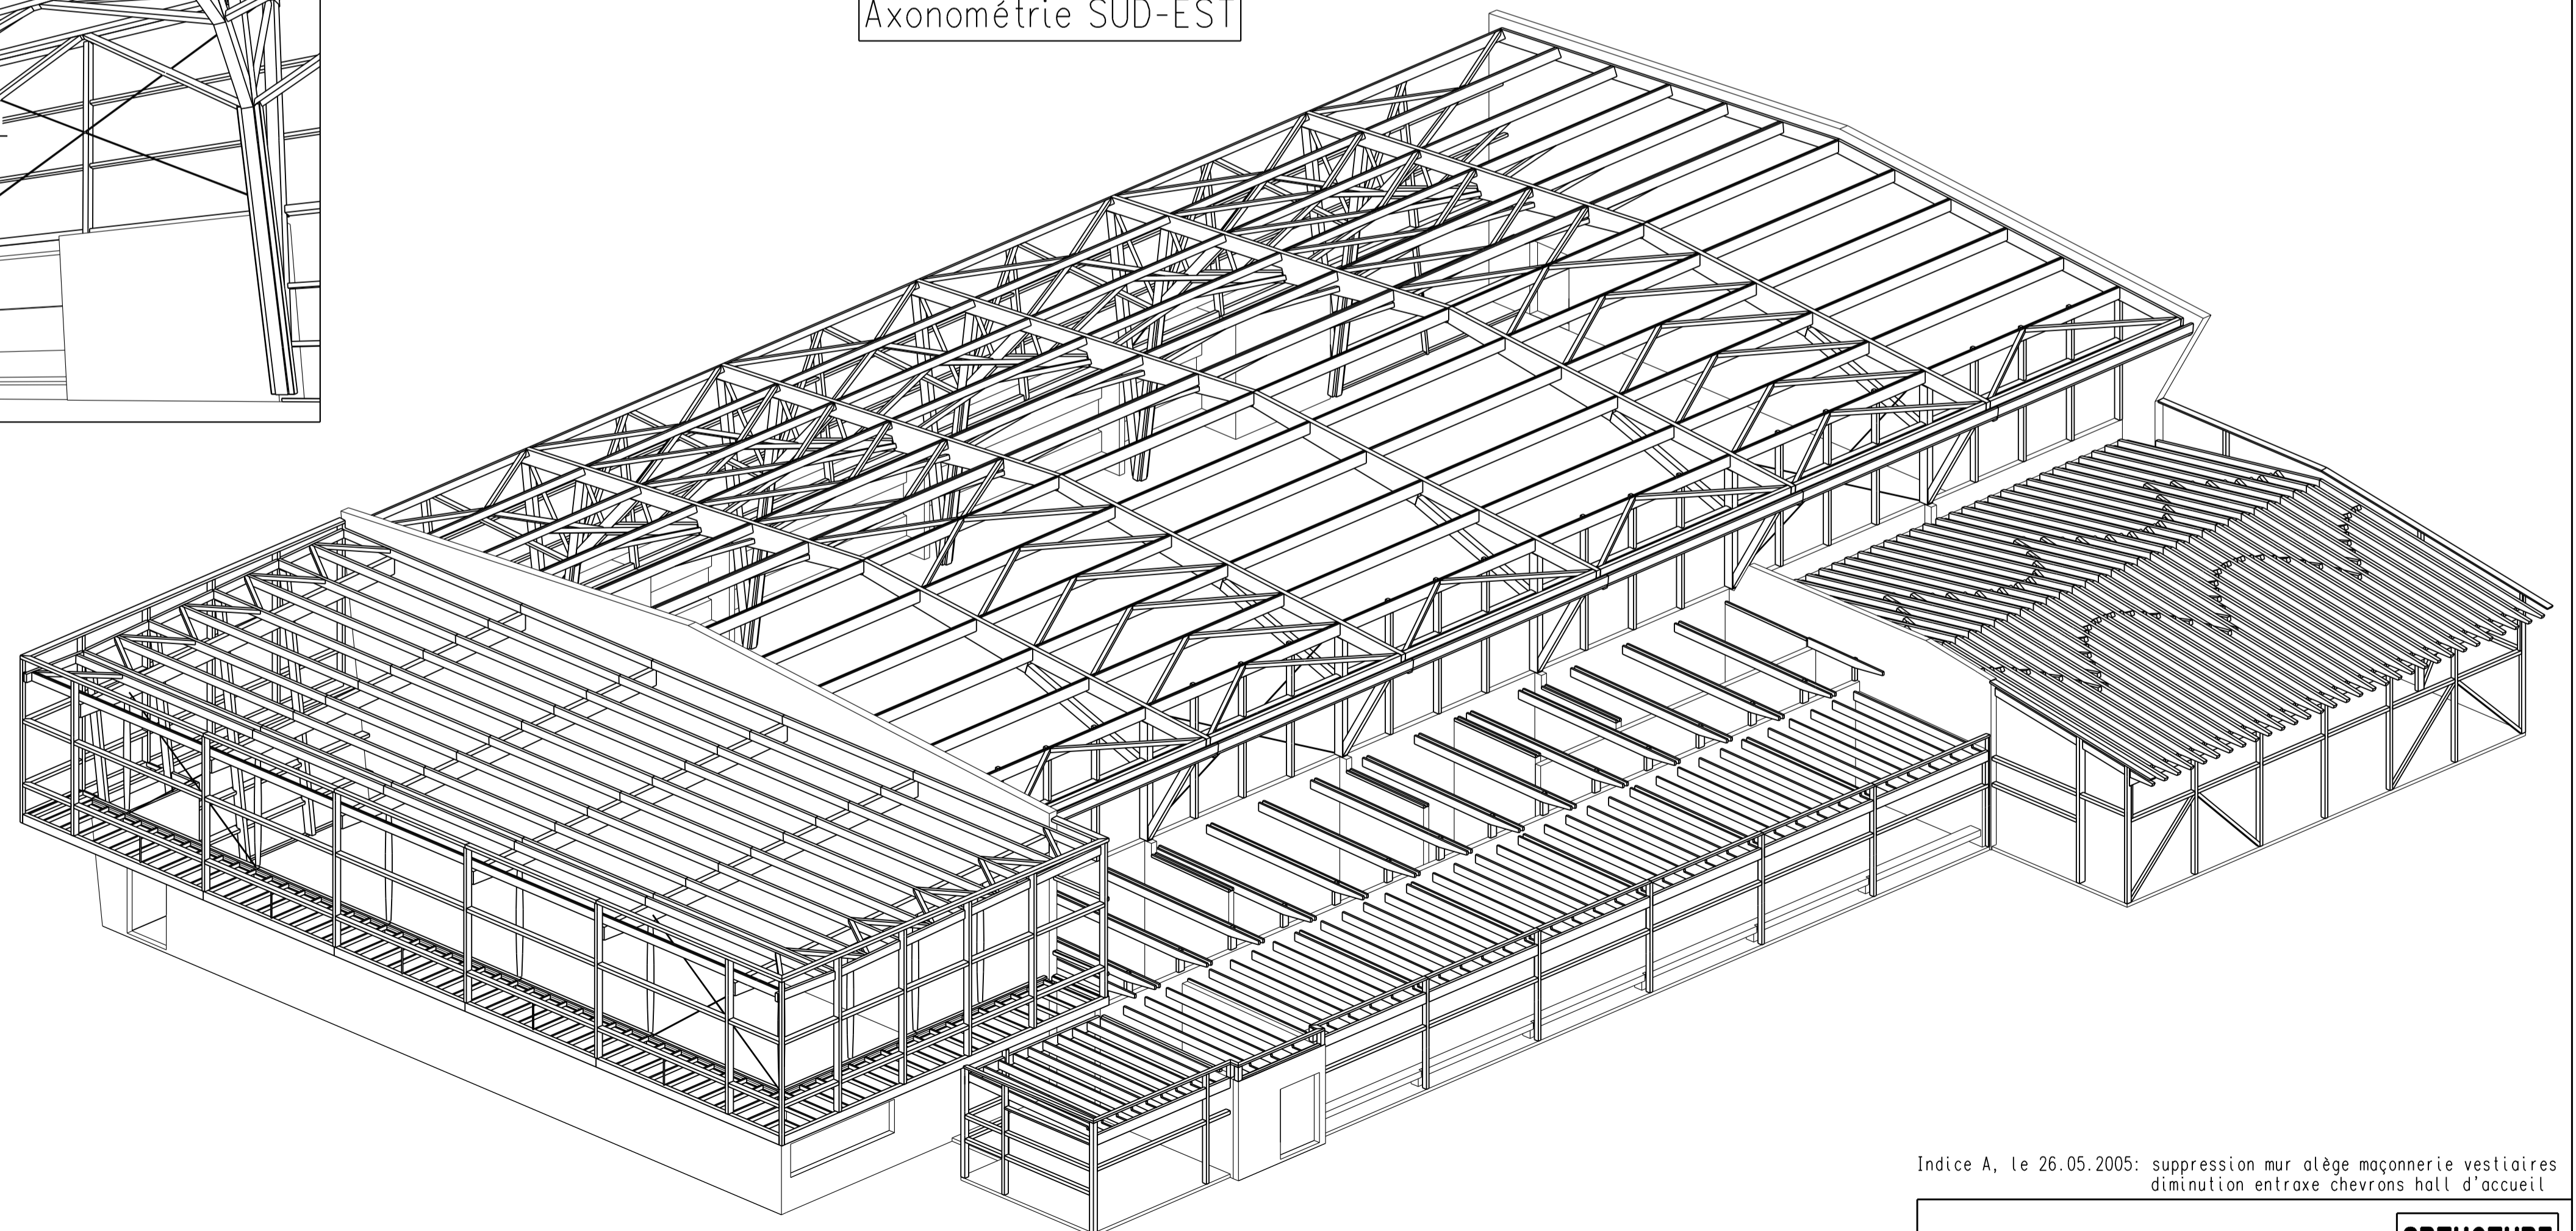 Axonométrie SUD-EST
Indice A, le 26.05.2005: suppression mur alège maçonnerie vestiaires
diminution entraxe chevrons hall d'accueil